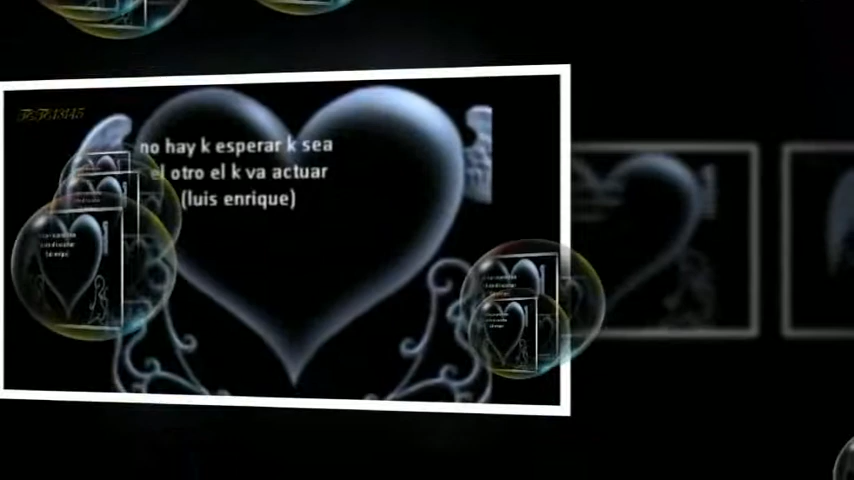 no hay k esperar k sea
el otro el k va actuar
(luis enrique)